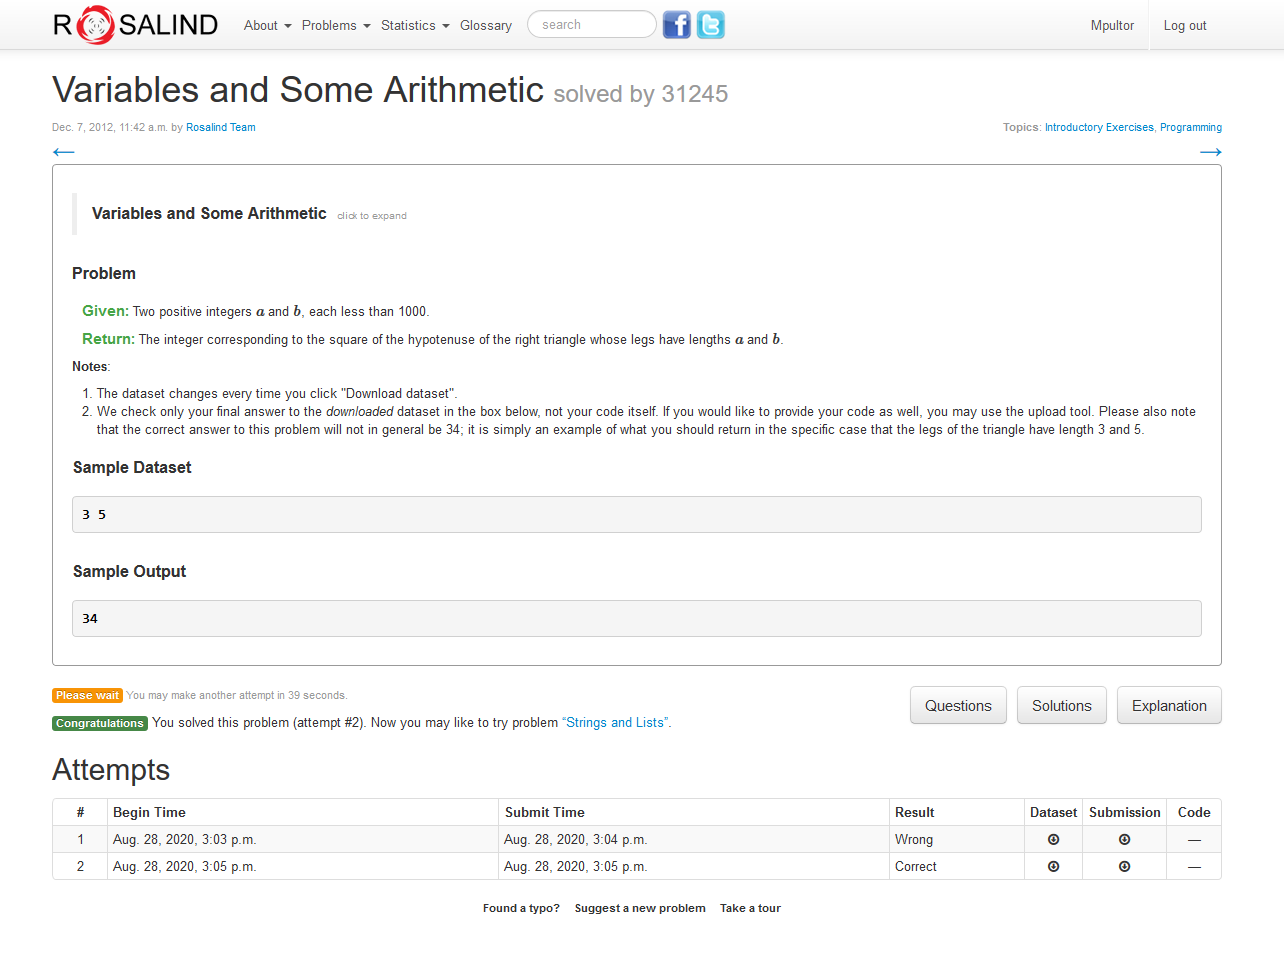 ROSALIND About Problems Statistics Glossary search Mpultor Log out
Variables and Some Arithmetic solved by 31245
Dec. 7, 2012, 11:42 a.m. by Rosalind Team Topics: Introductory Exercises, Programming
← →
Variables and Some Arithmetic click to expand
Problem
Given: Two positive integers a and b, each less than 1000.
Return: The integer corresponding to the square of the hypotenuse of the right triangle whose legs have lengths a and b.
Notes:
1. The dataset changes every time you click "Download dataset".
2. We check only your final answer to the downloaded dataset in the box below, not your code itself. If you would like to provide your code as well, you may use the upload tool. Please also note
that the correct answer to this problem will not in general be 34; it is simply an example of what you should return in the specific case that the legs of the triangle have length 3 and 5.
Sample Dataset
3 5
Sample Output
34
Please wait You may make another attempt in 39 seconds.
Questions Solutions Explanation
Congratulations You solved this problem (attempt #2). Now you may like to try problem “Strings and Lists”.
Attempts
# Begin Time Submit Time Result Dataset Submission Code
1 Aug. 28, 2020, 3:03 p.m. Aug. 28, 2020, 3:04 p.m. Wrong —
2 Aug. 28, 2020, 3:05 p.m. Aug. 28, 2020, 3:05 p.m. Correct —
Found a typo? Suggest a new problem Take a tour